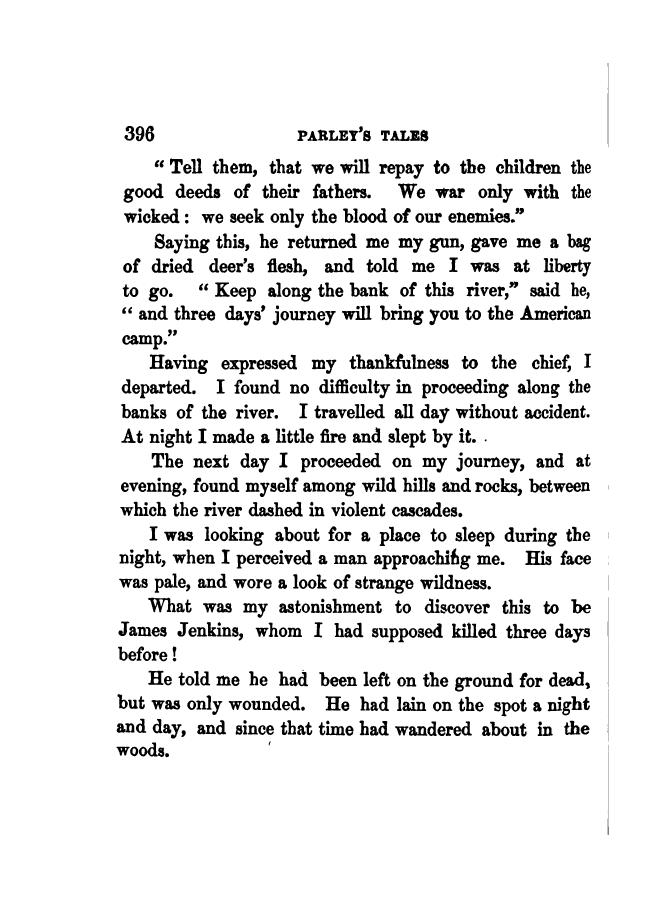 396 PARLEY'S TALES
“ Tell them, that we will repay to the children the
good deeds of their fathers. We war only with the
wicked : we seek only the blood of our enemies.”
Saying this, he returned me my gun, gave me a bag
of dried deer's flesh, and told me I was at liberty
to go. “ Keep along the bank of this river,” said he,
“ and three days' journey will bring you to the American
camp.”
Having expressed my thankfulness to the chief, I
departed. I found no difficulty in proceeding along the
banks of the river. I travelled all day without accident.
At night I made a little fire and slept by it.
The next day I proceeded on my journey, and at
evening, found myself among wild hills and rocks, between
which the river dashed in violent cascades.
I was looking about for a place to sleep during the
night, when I perceived a man approaching me. His face
was pale, and wore a look of strange wildness.
What was my astonishment to discover this to be
James Jenkins, whom I had supposed killed three days
before !
He told me he had been left on the ground for dead,
but was only wounded. He had lain on the spot a night
and day, and since that time had wandered about in the
woods.